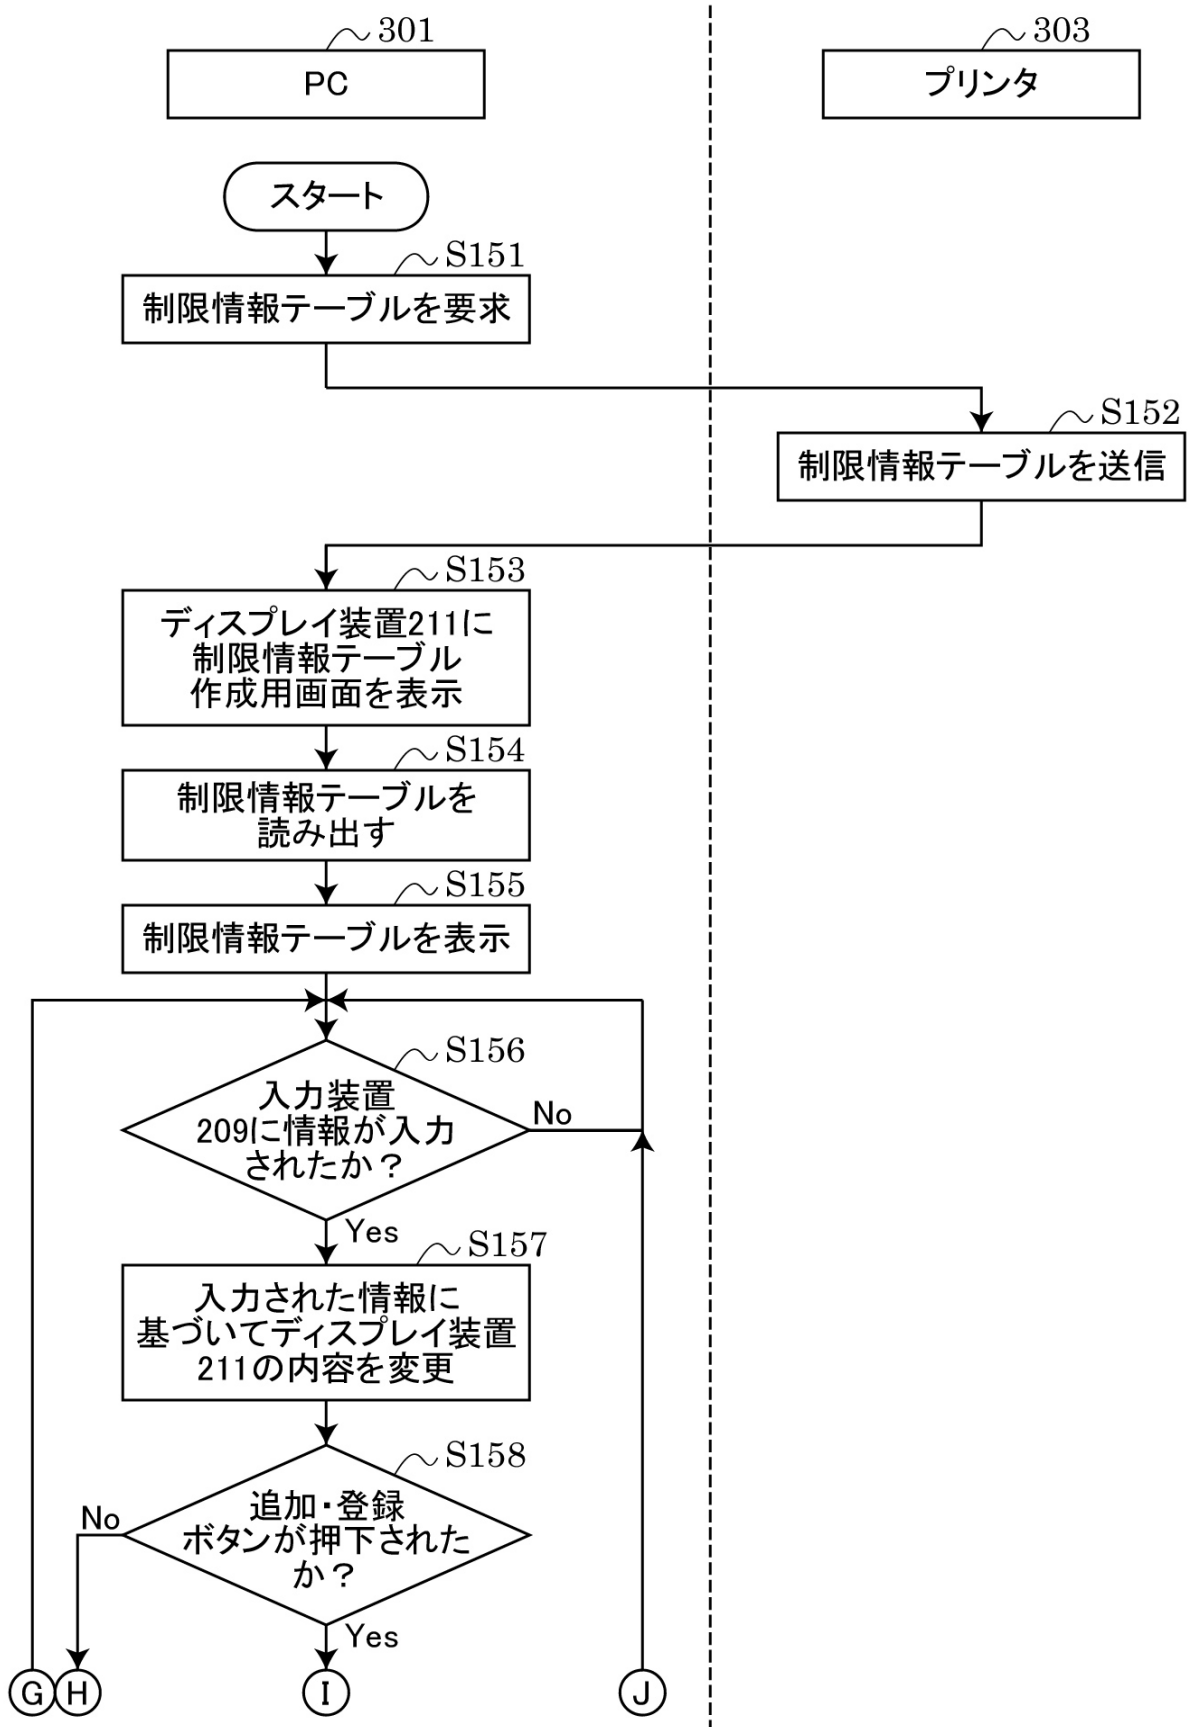 301
303
PC
プリンタ
スタート
S151
制限情報テーブルを要求
S152
制限情報テーブルを送信
S153
ディスプレイ装置211に
制限情報テーブル
作成用画面を表示
S154
制限情報テーブルを
読み出す
S155
制限情報テーブルを表示
S156
入力装置
209に情報が入力
されたか？
No
Yes
S157
入力された情報に
基づいてディスプレイ装置
211の内容を変更
S158
追加・登録
ボタンが押下された
か？
No
Yes
G
H
I
J